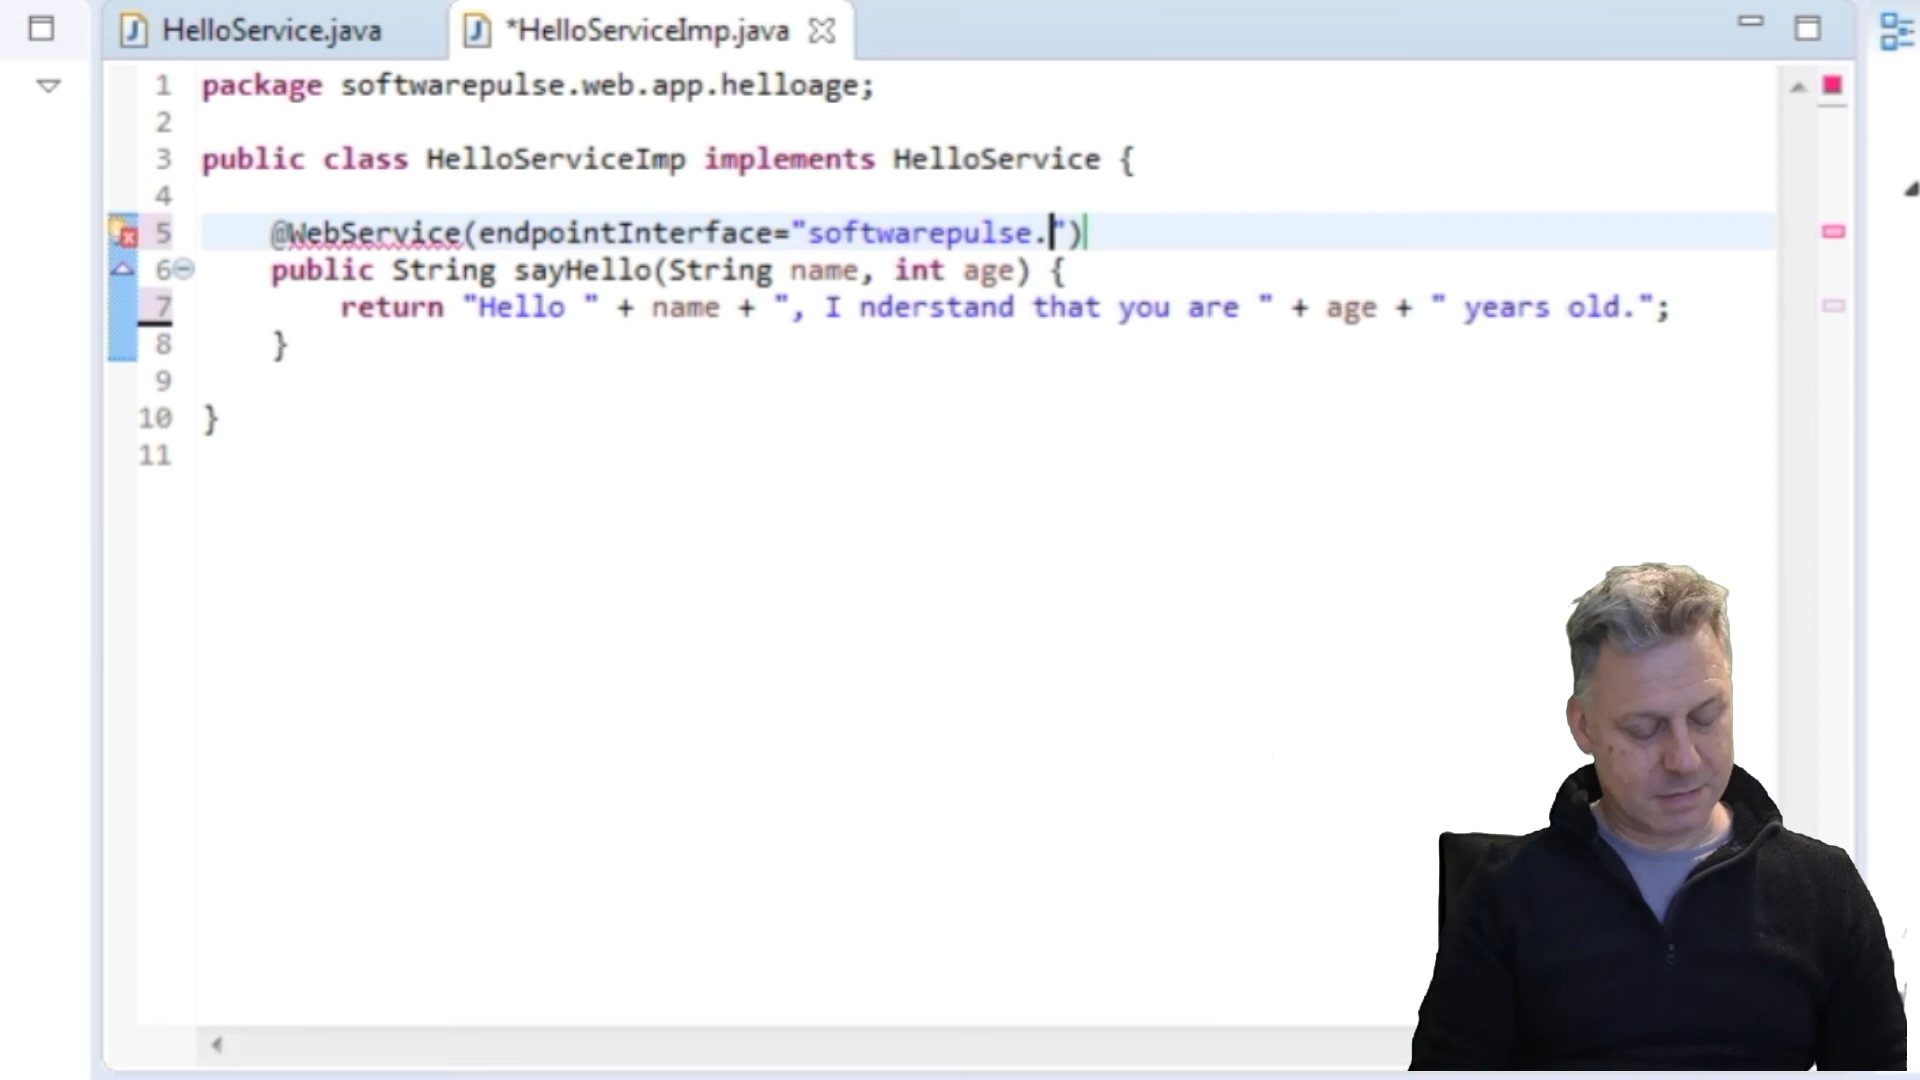 HelloService.java
*HelloServiceImp.java
1 package softwarepulse.web.app.helloage;
2
3 public class HelloServiceImp implements HelloService {
4
5 @WebService(endpointInterface="softwarepulse.")
6 public String sayHello(String name, int age) {
7 return "Hello " + name + ", I nderstand that you are " + age + " years old.";
8 }
9
10 }
11